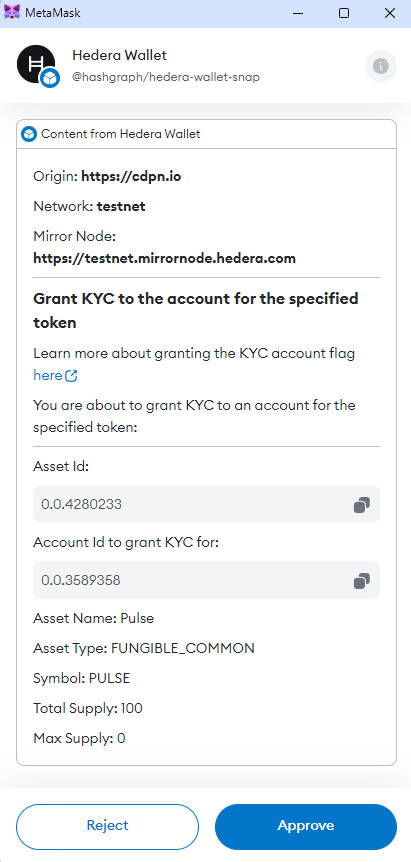 MetaMask
Hedera Wallet
@hashgraph/hedera-wallet-snap
Content from Hedera Wallet
Origin: https://cdpn.io
Network: testnet
Mirror Node:
https://testnet.mirrornode.hedera.com
Grant KYC to the account for the specified
token
Learn more about granting the KYC account flag
here
You are about to grant KYC to an account for the
specified token:
Asset Id:
0.0.4280233
Account Id to grant KYC for:
0.0.3589358
Asset Name: Pulse
Asset Type: FUNGIBLE_COMMON
Symbol: PULSE
Total Supply: 100
Max Supply: 0
Reject
Approve